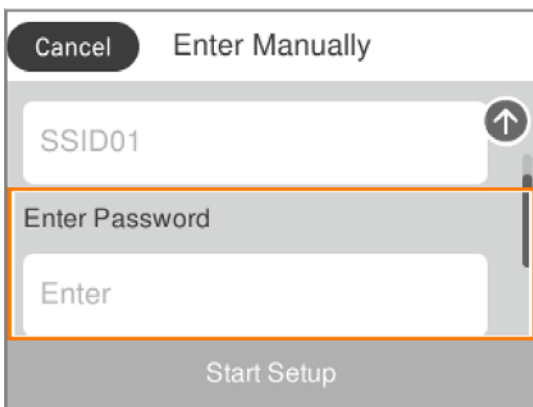 Cancel Enter Manually
SSID01
Enter Password
Enter
Start Setup